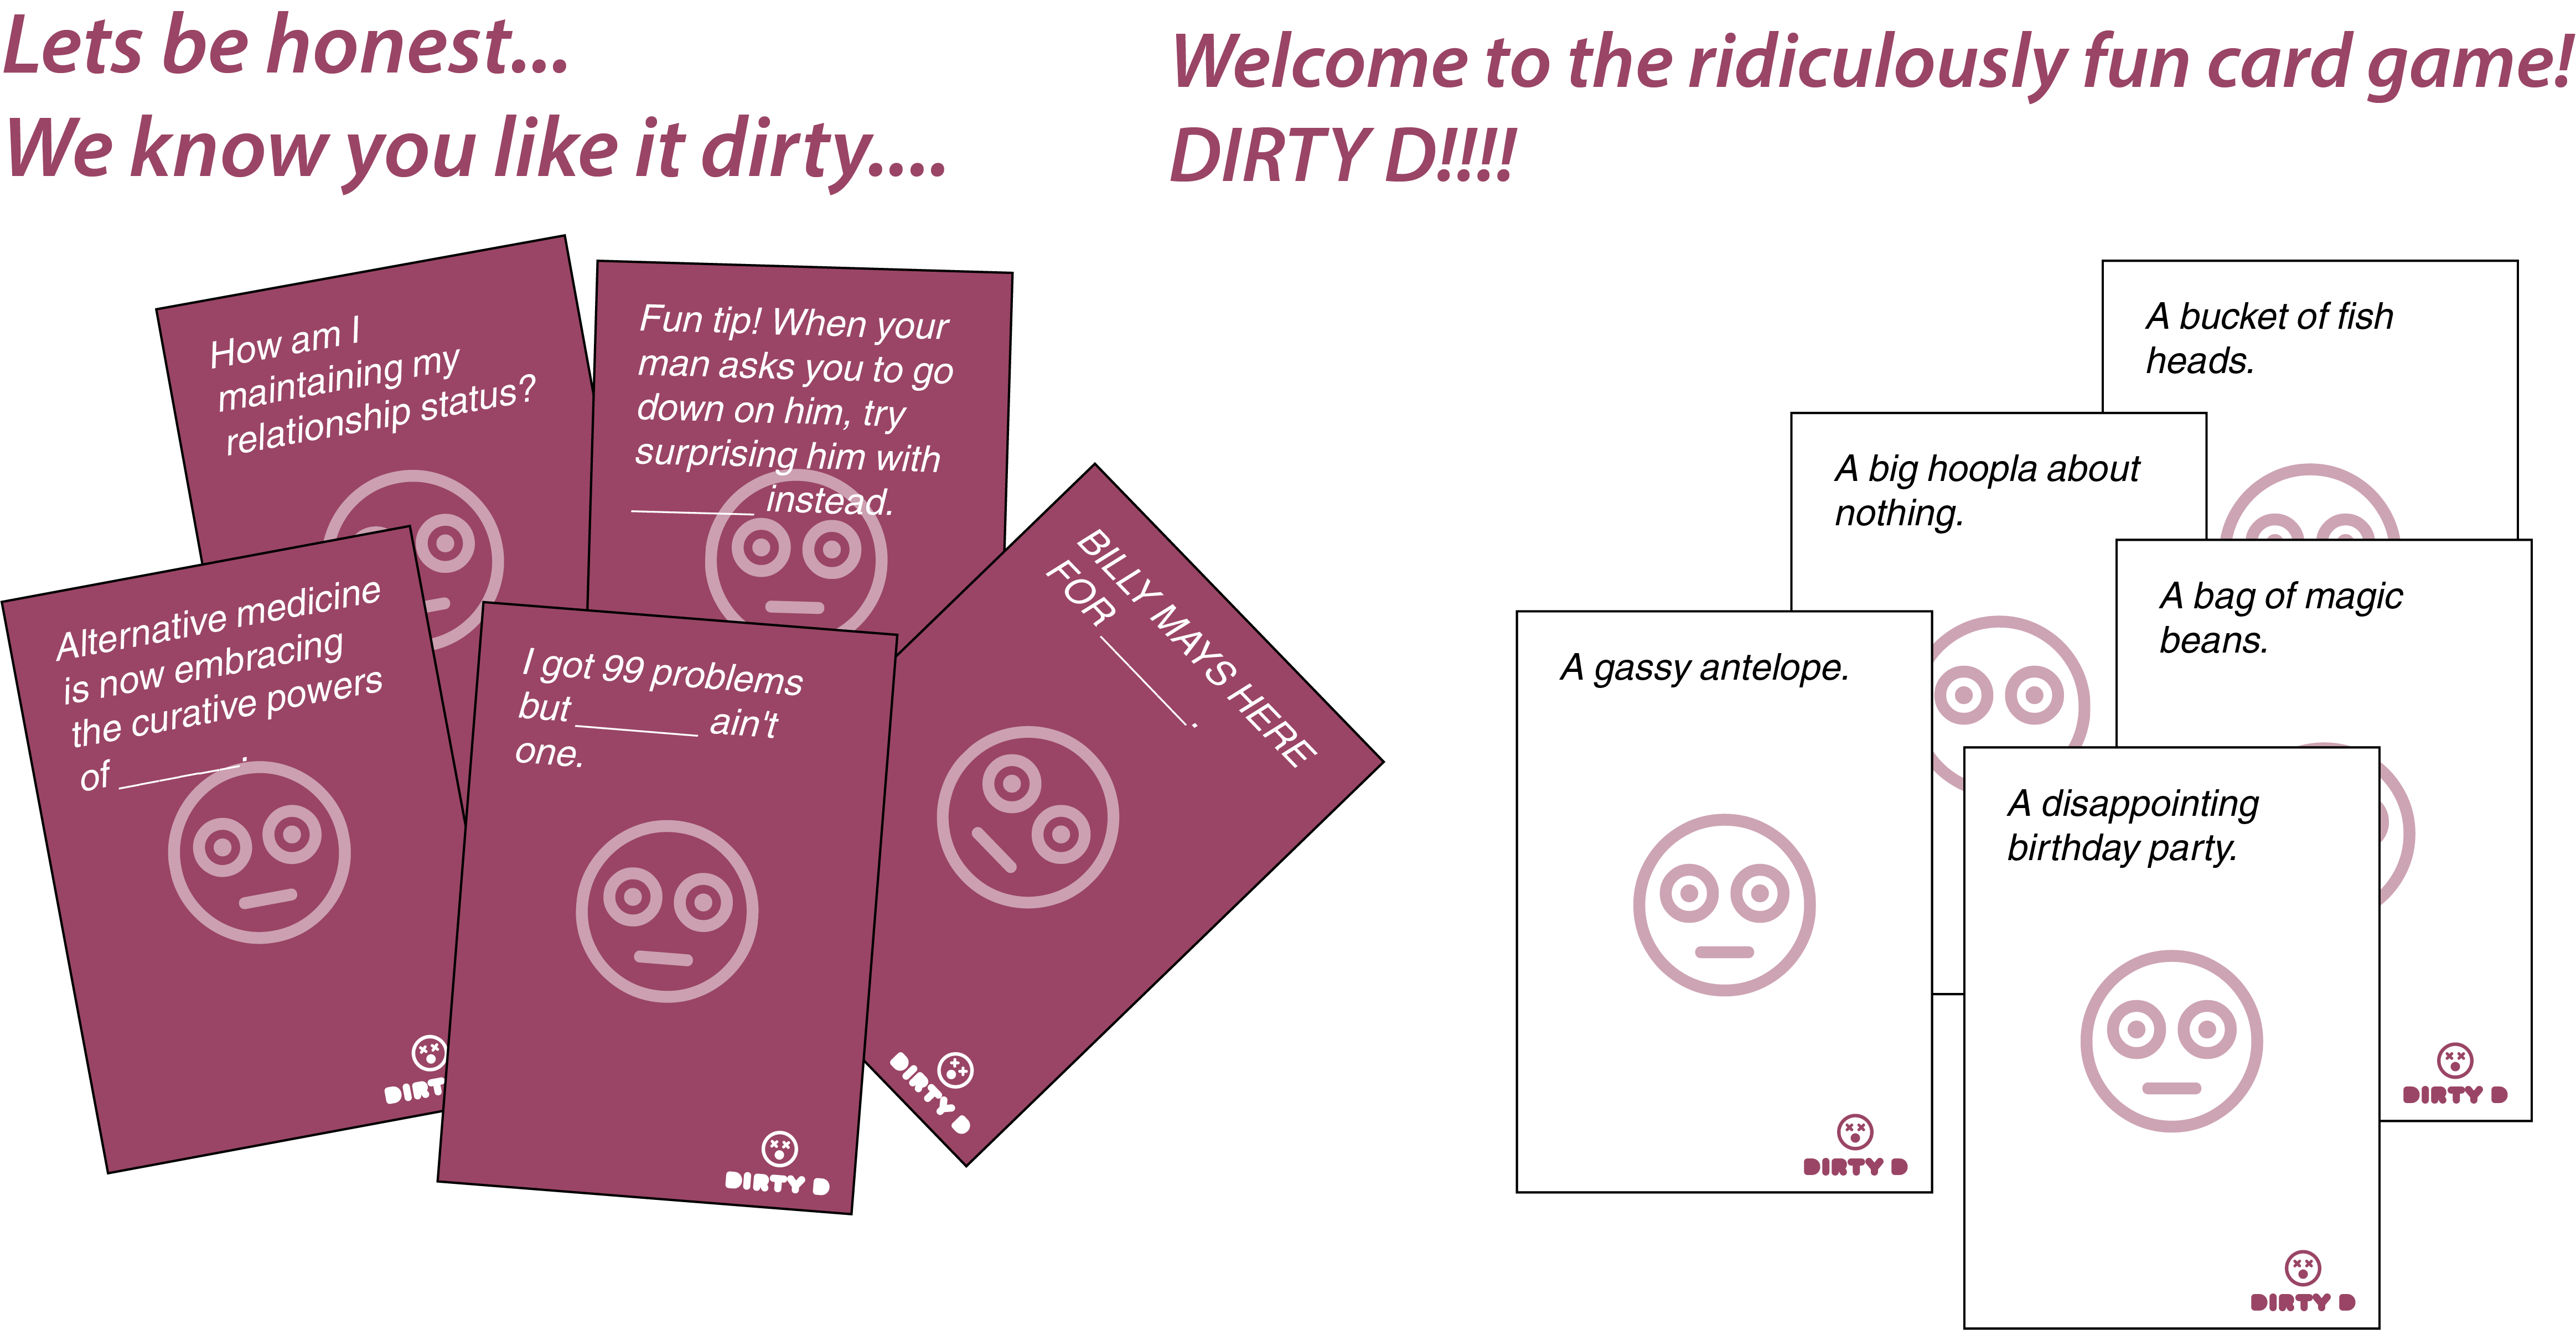 Lets be honest...
We know you like it dirty....
Welcome to the ridiculously fun card game!
DIRTY D!!!!
How am I
maintaining my
relationship status?
Fun tip! When your
man asks you to go
down on him, try
surprising him with
______ instead.
Alternative medicine
is now embracing
the curative powers
of ______.
DIRT
I got 99 problems
but ______ ain't
one.
DIRTY D
BILLY MAYS HERE
FOR ______.
DIRTY D
A bucket of fish
heads.
A big hoopla about
nothing.
A bag of magic
beans.
DIRTY D
A gassy antelope.
DIRTY D
A disappointing
birthday party.
DIRTY D